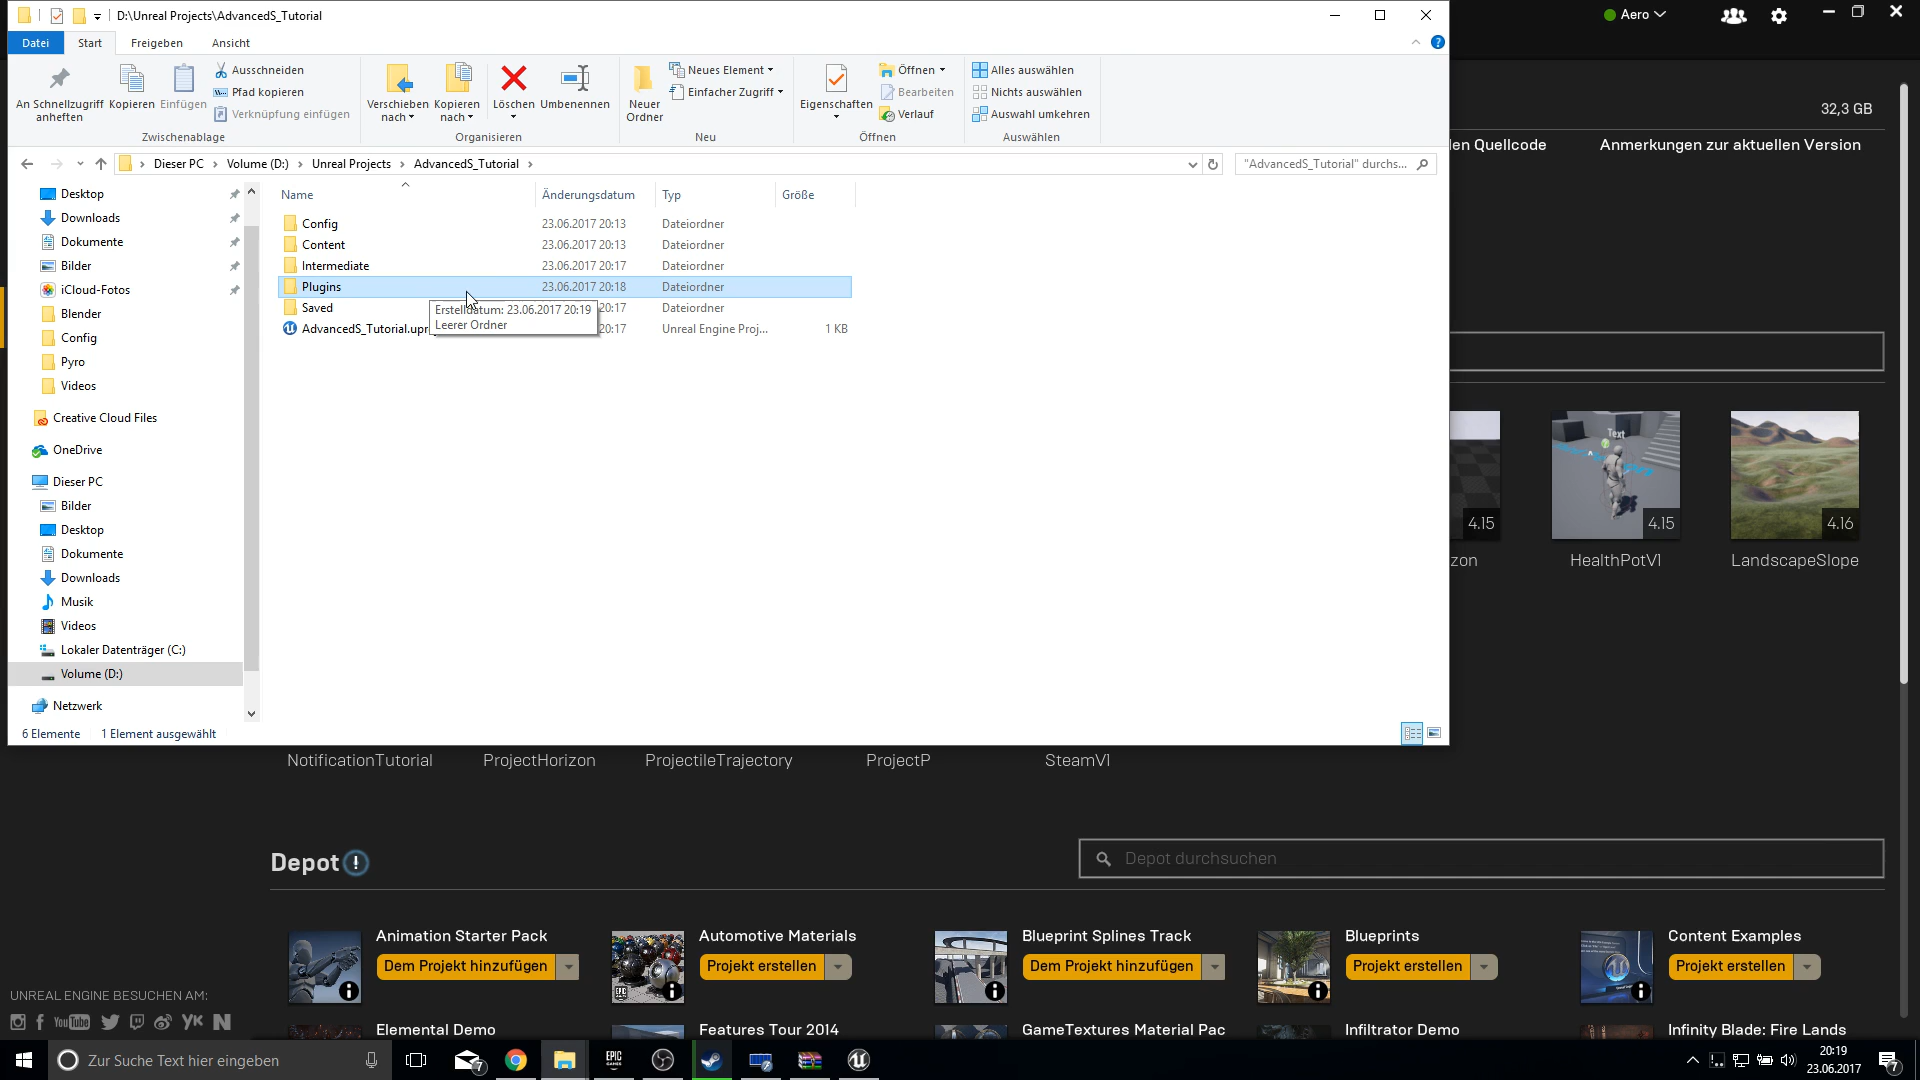 D:\Unreal Projects\AdvancedS_Tutorial
Aero
Datei Start Freigeben Ansicht
An Schnellzugriff anheften
Kopieren
Einfügen
Ausschneiden
Pfad kopieren
Verknüpfung einfügen
Zwischenablage
Verschieben nach
Kopieren nach
Löschen
Umbenennen
Organisieren
Neuer Ordner
Neues Element
Einfacher Zugriff
Neu
Eigenschaften
Öffnen
Bearbeiten
Verlauf
Öffnen
Alles auswählen
Nichts auswählen
Auswahl umkehren
Auswählen
32,3 GB
len Quellcode
Anmerkungen zur aktuellen Version
Dieser PC > Volume (D:) > Unreal Projects > AdvancedS_Tutorial >
"AdvancedS_Tutorial" durchs...
Desktop
Downloads
Dokumente
Bilder
iCloud-Fotos
Blender
Config
Pyro
Videos
Creative Cloud Files
OneDrive
Dieser PC
Bilder
Desktop
Dokumente
Downloads
Musik
Videos
Lokaler Datenträger (C:)
Volume (D:)
Netzwerk
Name Änderungsdatum Typ Größe
Config 23.06.2017 20:13 Dateiordner
Content 23.06.2017 20:13 Dateiordner
Intermediate 23.06.2017 20:17 Dateiordner
Plugins 23.06.2017 20:18 Dateiordner
Saved 20:17 Dateiordner
AdvancedS_Tutorial.upr 20:17 Unreal Engine Proj... 1 KB
Erstelldatum: 23.06.2017 20:19
Leerer Ordner
6 Elemente 1 Element ausgewählt
Text
4.15 4.15 4.16
zon HealthPotV1 LandscapeSlope
NotificationTutorial ProjectHorizon ProjectileTrajectory ProjectP SteamV1
Depot
Depot durchsuchen
Animation Starter Pack
Dem Projekt hinzufügen
Automotive Materials
Projekt erstellen
Blueprint Splines Track
Dem Projekt hinzufügen
Blueprints
Projekt erstellen
Content Examples
Projekt erstellen
UNREAL ENGINE BESUCHEN AM:
YouTube
Elemental Demo
Features Tour 2014
GameTextures Material Pac
Infiltrator Demo
Infinity Blade: Fire Lands
Zur Suche Text hier eingeben
7
EPIC GAMES
20:19
23.06.2017
7